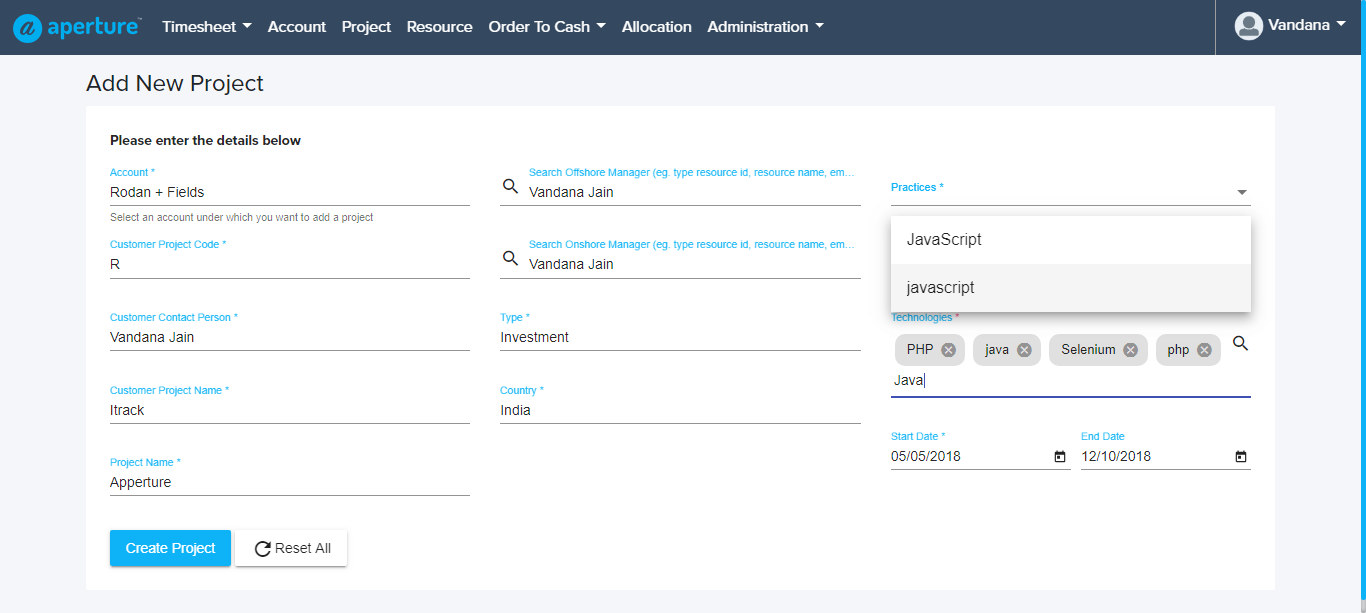 aperture™ Timesheet Account Project Resource Order To Cash Allocation Administration Vandana
Add New Project
Please enter the details below
Account *
Rodan + Fields
Select an account under which you want to add a project
Customer Project Code *
R
Customer Contact Person *
Vandana Jain
Customer Project Name *
Itrack
Project Name *
Apperture
Search Offshore Manager (eg. type resource id, resource name, em...
Vandana Jain
Search Onshore Manager (eg. type resource id, resource name, em...
Vandana Jain
Type *
Investment
Country *
India
Practices *
JavaScript
javascript
Technologies *
PHP java Selenium php
Java
Start Date * End Date
05/05/2018 12/10/2018
Create Project Reset All